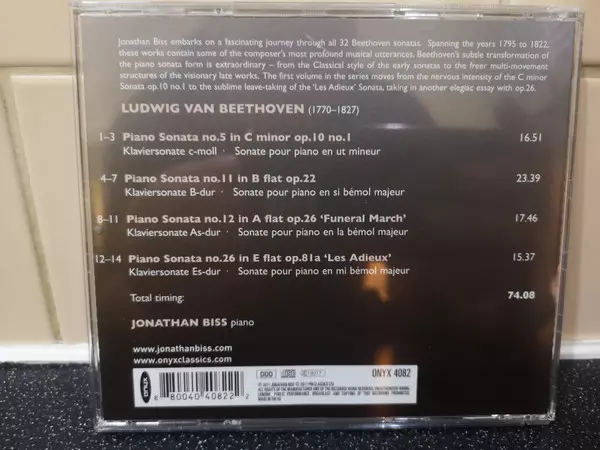 Jonathan Biss embarks on a fascinating journey through all 32 Beethoven sonatas. Spanning the years 1795 to 1822,
these works contain some of the composer's most profound musical utterances. Beethoven's subtle transformation of
the piano sonata form is extraordinary – from the Classical style of the early sonatas to the freer multi-movement
structures of the visionary late works. The first volume in the series moves from the nervous intensity of the C minor
Sonata op.10 no.1 to the sublime leave-taking of the 'Les Adieux' Sonata, taking in another elegiac essay with op.26.
LUDWIG VAN BEETHOVEN (1770–1827)
1–3 Piano Sonata no.5 in C minor op.10 no.1 16.51
Klaviersonate c-moll · Sonate pour piano en ut mineur
4–7 Piano Sonata no.11 in B flat op.22 23.39
Klaviersonate B-dur · Sonate pour piano en si bémol majeur
8–11 Piano Sonata no.12 in A flat op.26 'Funeral March' 17.46
Klaviersonate As-dur · Sonate pour piano en la bémol majeur
12–14 Piano Sonata no.26 in E flat op.81a 'Les Adieux' 15.37
Klaviersonate Es-dur · Sonate pour piano en mi bémol majeur
Total timing: 74.08
JONATHAN BISS piano
www.jonathanbiss.com
www.onyxclassics.com
DDD
ONYX 4082
onyx
80040 40822
MADE IN THE EU